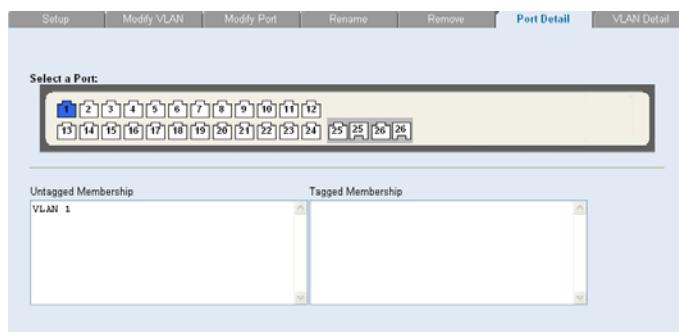 Setup Modify VLAN Modify Port Rename Remove Port Detail VLAN Detail
Select a Port:
1 2 3 4 5 6 7 8 9 10 11 12
13 14 15 16 17 18 19 20 21 22 23 24 25 25 26 26
Untagged Membership Tagged Membership
VLAN 1